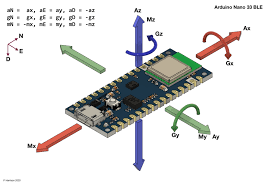 Arduino Nano 33 BLE
aN =  ax, aE = ay, aD = -az
gN =  gx, gE = gy, gD = -gz
mN = -mx, mE = my, mD = -mz
N
E
D
Az
Mz
Gz
Ax
Gx
Gy
My
Ay
Mx